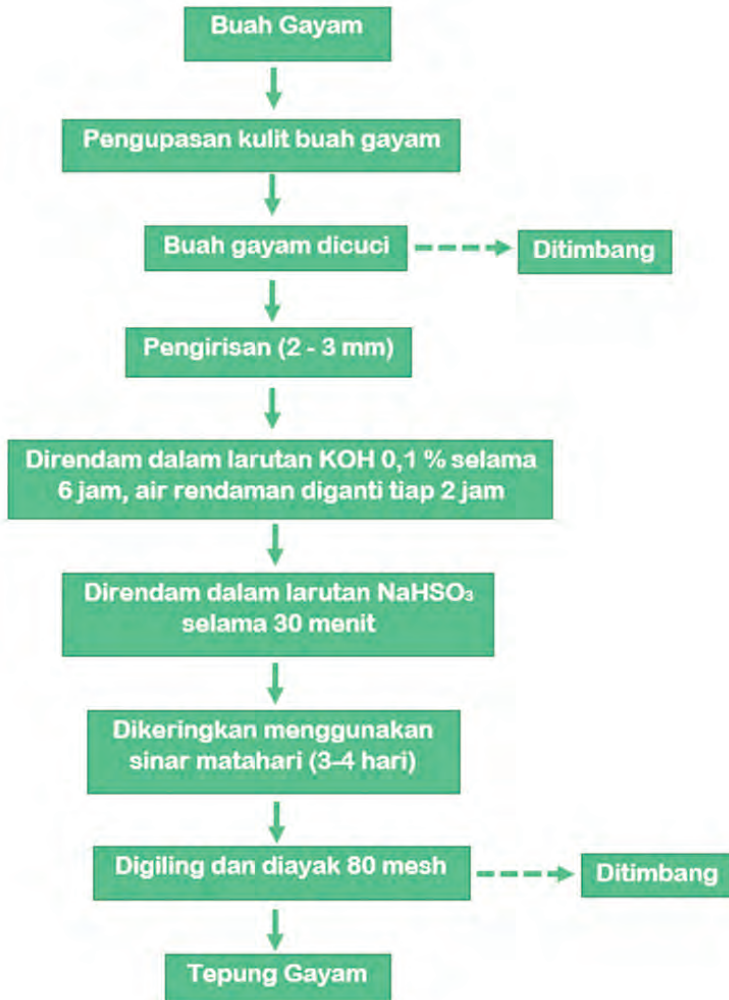 Buah Gayam
Pengupasan kulit buah gayam
Buah gayam dicuci
Ditimbang
Pengirisan (2 - 3 mm)
Direndam dalam larutan KOH 0,1 % selama
6 jam, air rendaman diganti tiap 2 jam
Direndam dalam larutan NaHSO₃
selama 30 menit
Dikeringkan menggunakan
sinar matahari (3-4 hari)
Digiling dan diayak 80 mesh
Ditimbang
Tepung Gayam